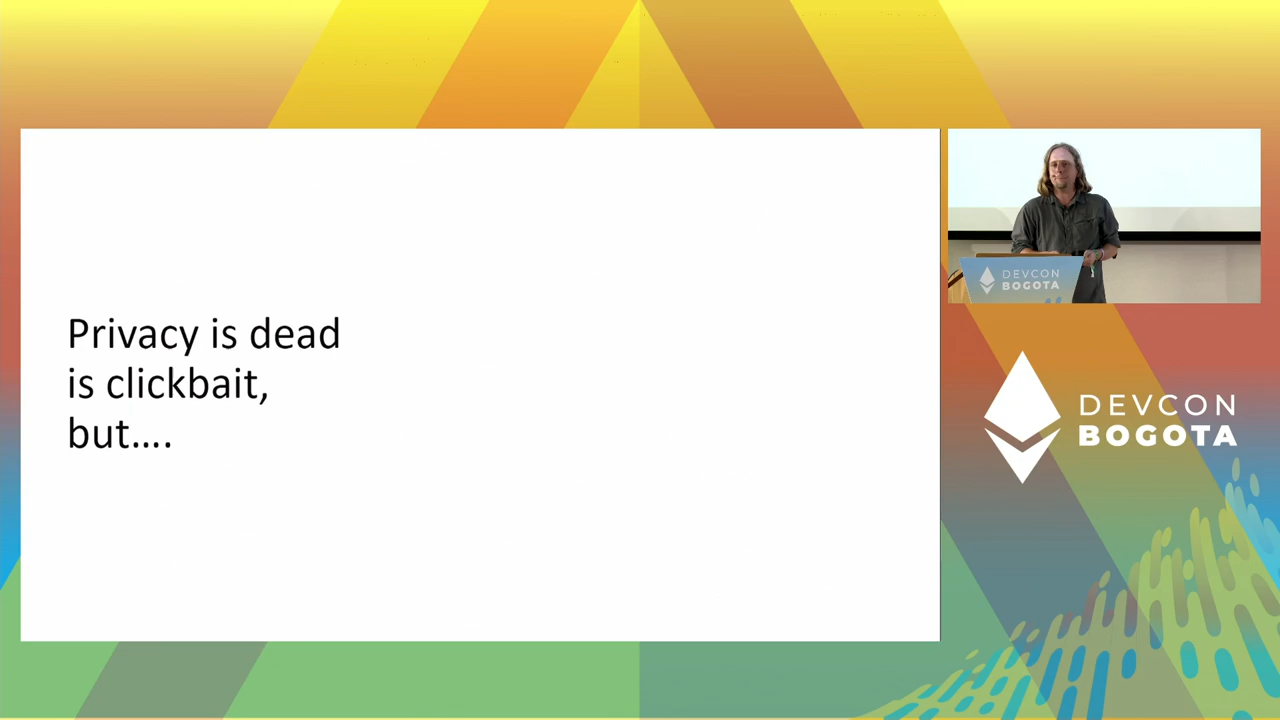 Privacy is dead
is clickbait,
but....
DEVCON
BOGOTA
DEVCON
BOGOTA